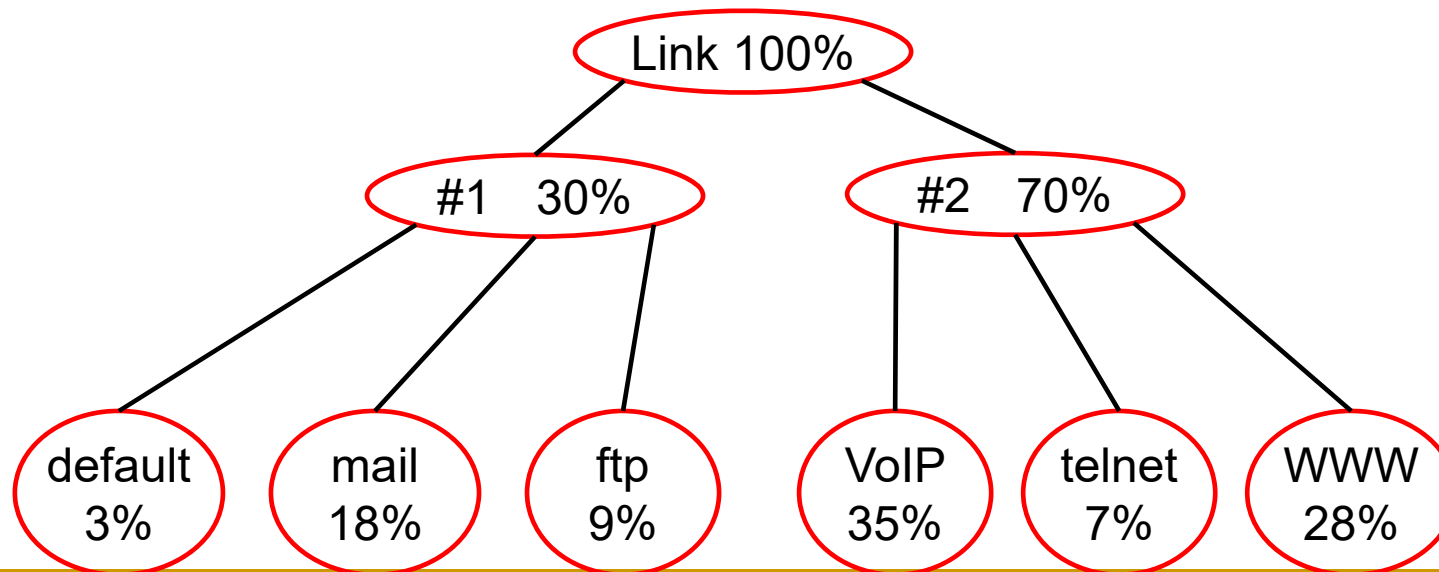 Link 100%
#1 30%
#2 70%
default
3%
mail
18%
ftp
9%
VoIP
35%
telnet
7%
WWW
28%